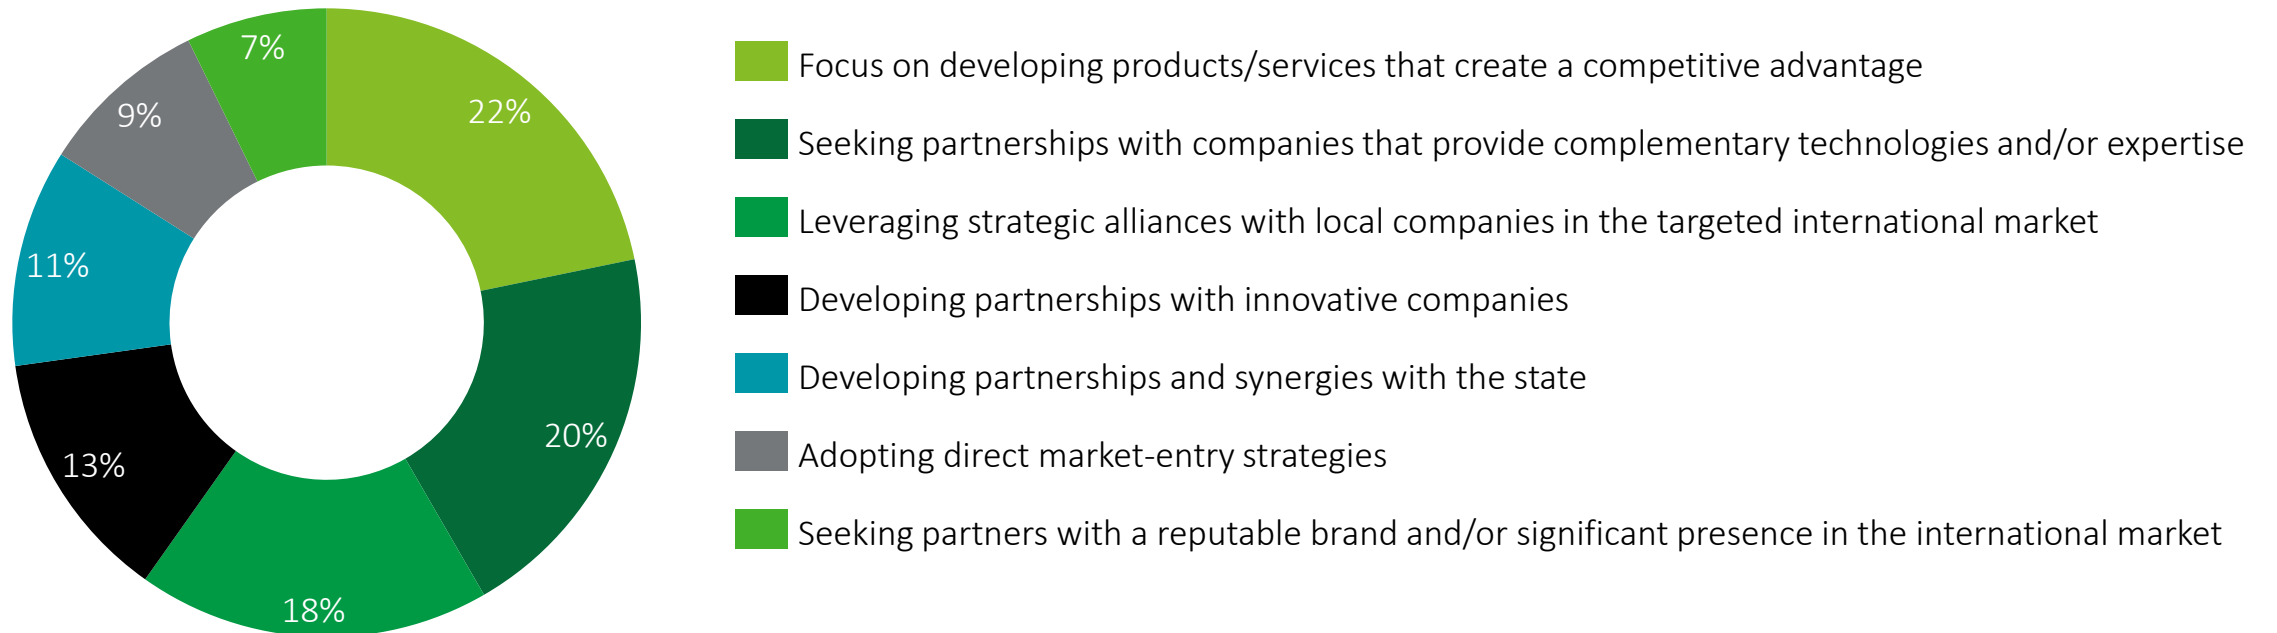 7%
22%
9%
11%
20%
13%
18%
Focus on developing products/services that create a competitive advantage
Seeking partnerships with companies that provide complementary technologies and/or expertise
Leveraging strategic alliances with local companies in the targeted international market
Developing partnerships with innovative companies
Developing partnerships and synergies with the state
Adopting direct market-entry strategies
Seeking partners with a reputable brand and/or significant presence in the international market